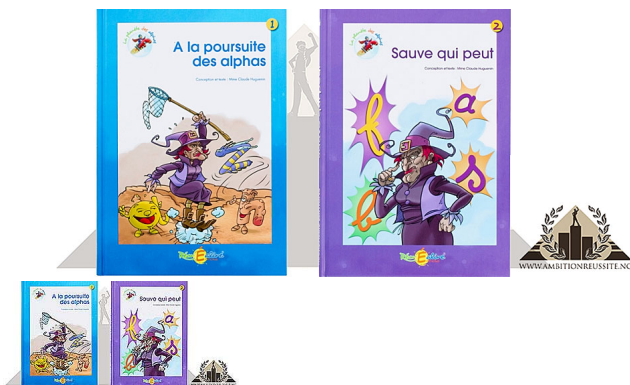 1
A la poursuite
des alphas
Conception et texte : Marie Claude Huguenin
2
Sauve qui peut
Conception et texte : Marie Claude Huguenin
f
a
b
s
WWW.AMBITIONREUSSITE.NC
A la poursuite
des alphas
Sauve qui peut
f
a
b
s